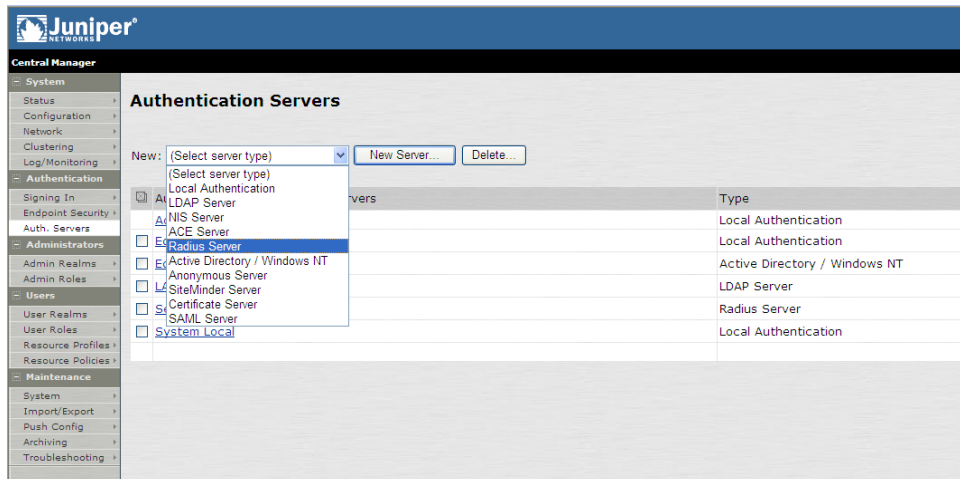 Juniper®
NETWORKS
Central Manager
System
Status
Configuration
Network
Clustering
Log/Monitoring
Authentication
Signing In
Endpoint Security
Auth. Servers
Administrators
Admin Realms
Admin Roles
Users
User Realms
User Roles
Resource Profiles
Resource Policies
Maintenance
System
Import/Export
Push Config
Archiving
Troubleshooting
Authentication Servers
New: (Select server type) New Server... Delete...
(Select server type)
Local Authentication
LDAP Server
NIS Server
ACE Server
Radius Server
Active Directory / Windows NT
Anonymous Server
SiteMinder Server
Certificate Server
SAML Server
Type
Local Authentication
Local Authentication
Active Directory / Windows NT
LDAP Server
Radius Server
System Local Local Authentication